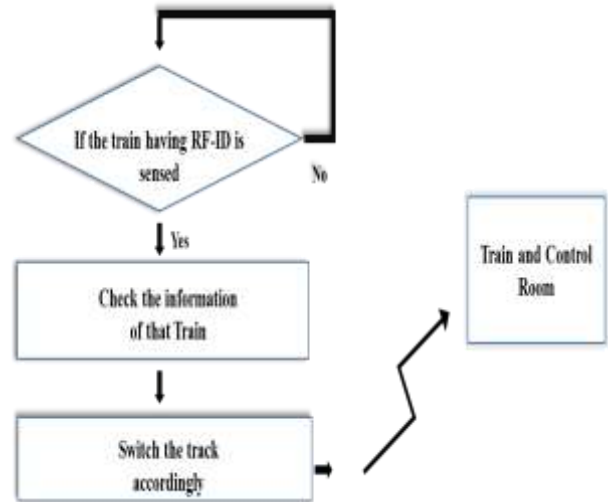 If the train having RF-ID is
sensed
No
Yes
Check the information
of that Train
Switch the track
accordingly
Train and Control
Room